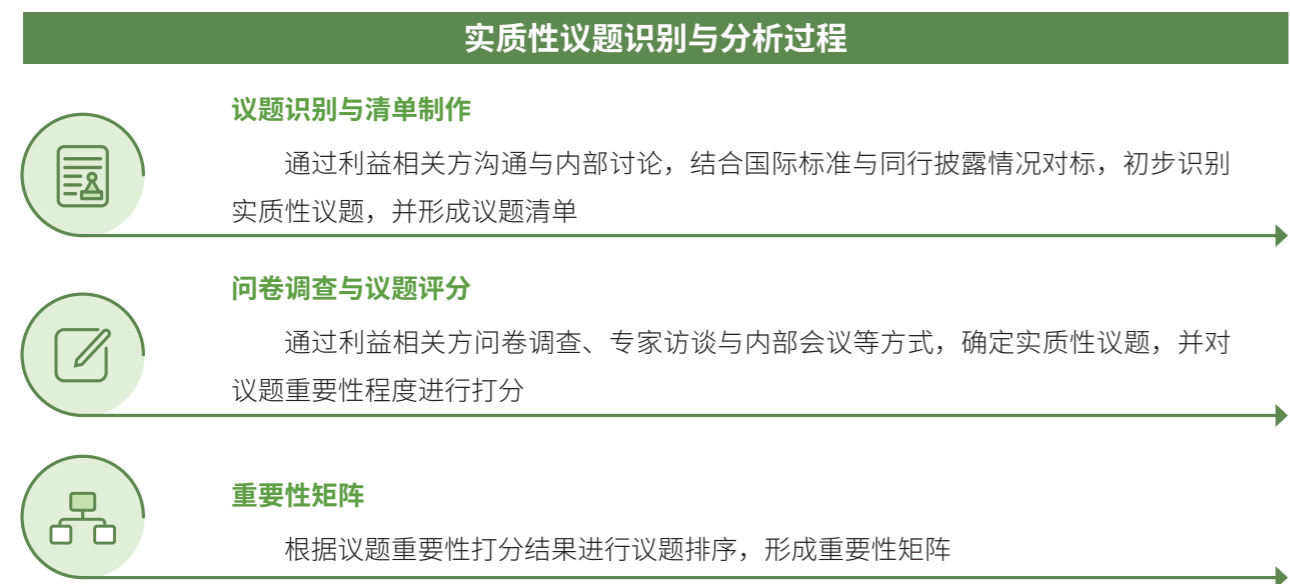 实质性议题识别与分析过程
议题识别与清单制作
通过利益相关方沟通与内部讨论，结合国际标准与同行披露情况对标，初步识别
实质性议题，并形成议题清单
问卷调查与议题评分
通过利益相关方问卷调查、专家访谈与内部会议等方式，确定实质性议题，并对
议题重要性程度进行打分
重要性矩阵
根据议题重要性打分结果进行议题排序，形成重要性矩阵